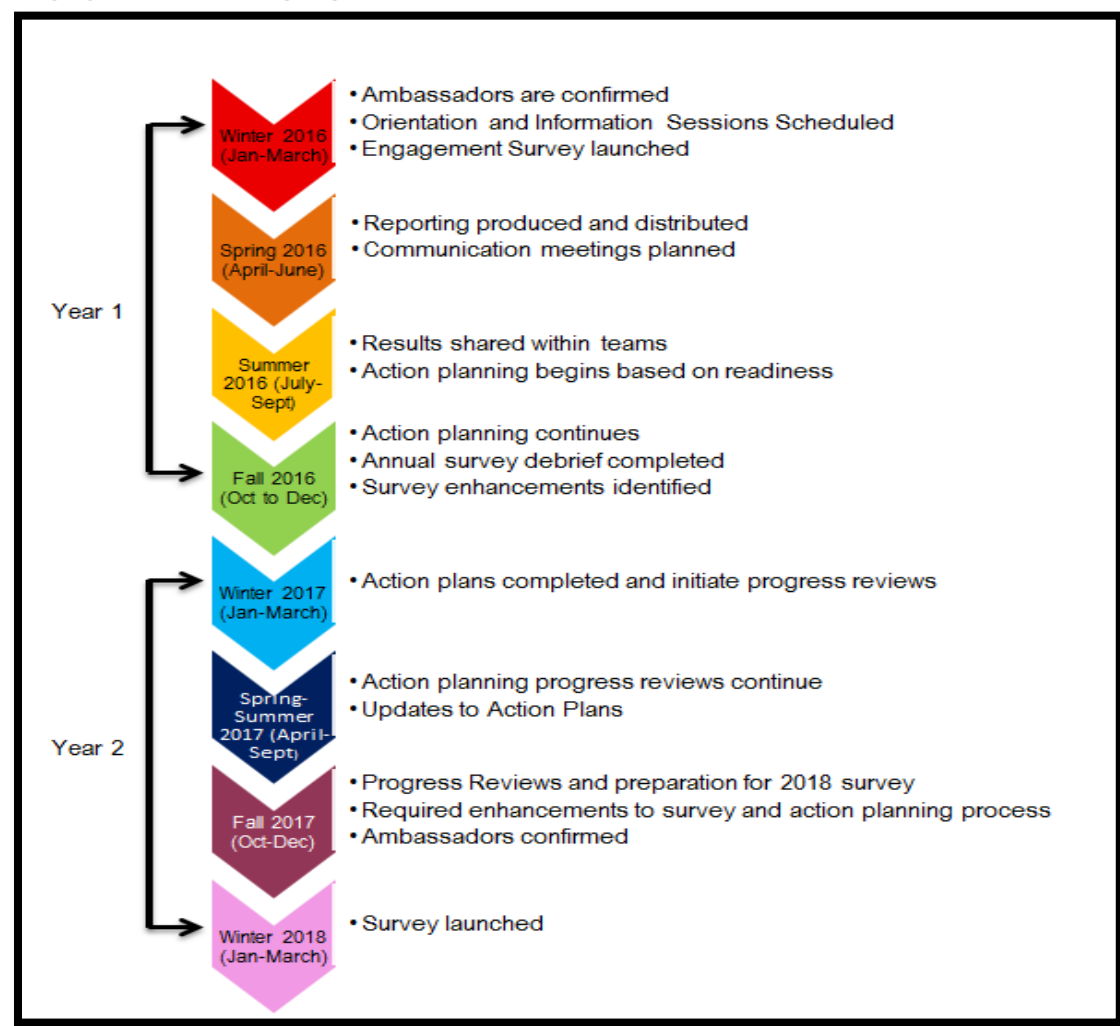 Winter 2016
(Jan-March)
• Ambassadors are confirmed
• Orientation and Information Sessions Scheduled
• Engagement Survey launched
Spring 2016
(April-June)
• Reporting produced and distributed
• Communication meetings planned
Year 1
Summer
2016 (July-
Sept)
• Results shared within teams
• Action planning begins based on readiness
Fall 2016
(Oct to Dec)
• Action planning continues
• Annual survey debrief completed
• Survey enhancements identified
Winter 2017
(Jan-March)
• Action plans completed and initiate progress reviews
Spring-
Summer
2017 (April-
Sept)
• Action planning progress reviews continue
• Updates to Action Plans
Year 2
Fall 2017
(Oct-Dec)
• Progress Reviews and preparation for 2018 survey
• Required enhancements to survey and action planning process
• Ambassadors confirmed
Winter 2018
(Jan-March)
• Survey launched